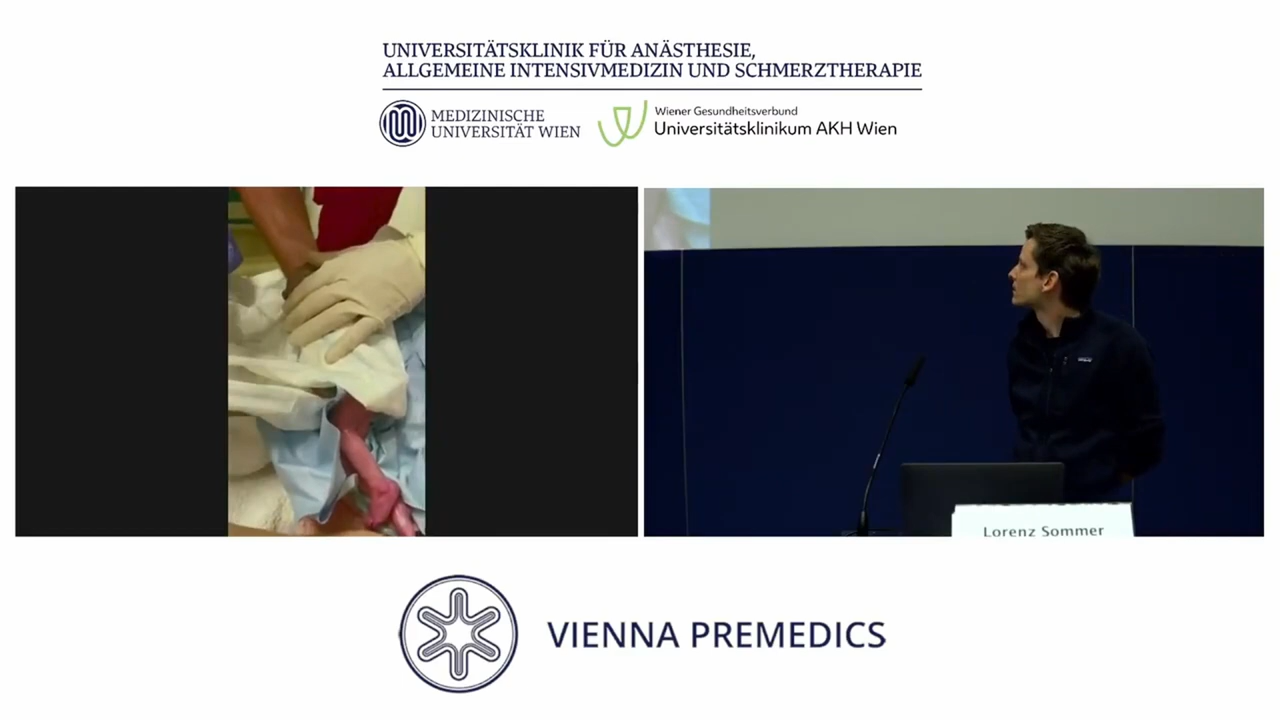 UNIVERSITÄTSKLINIK FÜR ANÄSTHESIE,
ALLGEMEINE INTENSIVMEDIZIN UND SCHMERZTHERAPIE
MEDIZINISCHE
UNIVERSITÄT WIEN
Wiener Gesundheitsverbund
Universitätsklinikum AKH Wien
Lorenz Sommer
VIENNA PREMEDICS